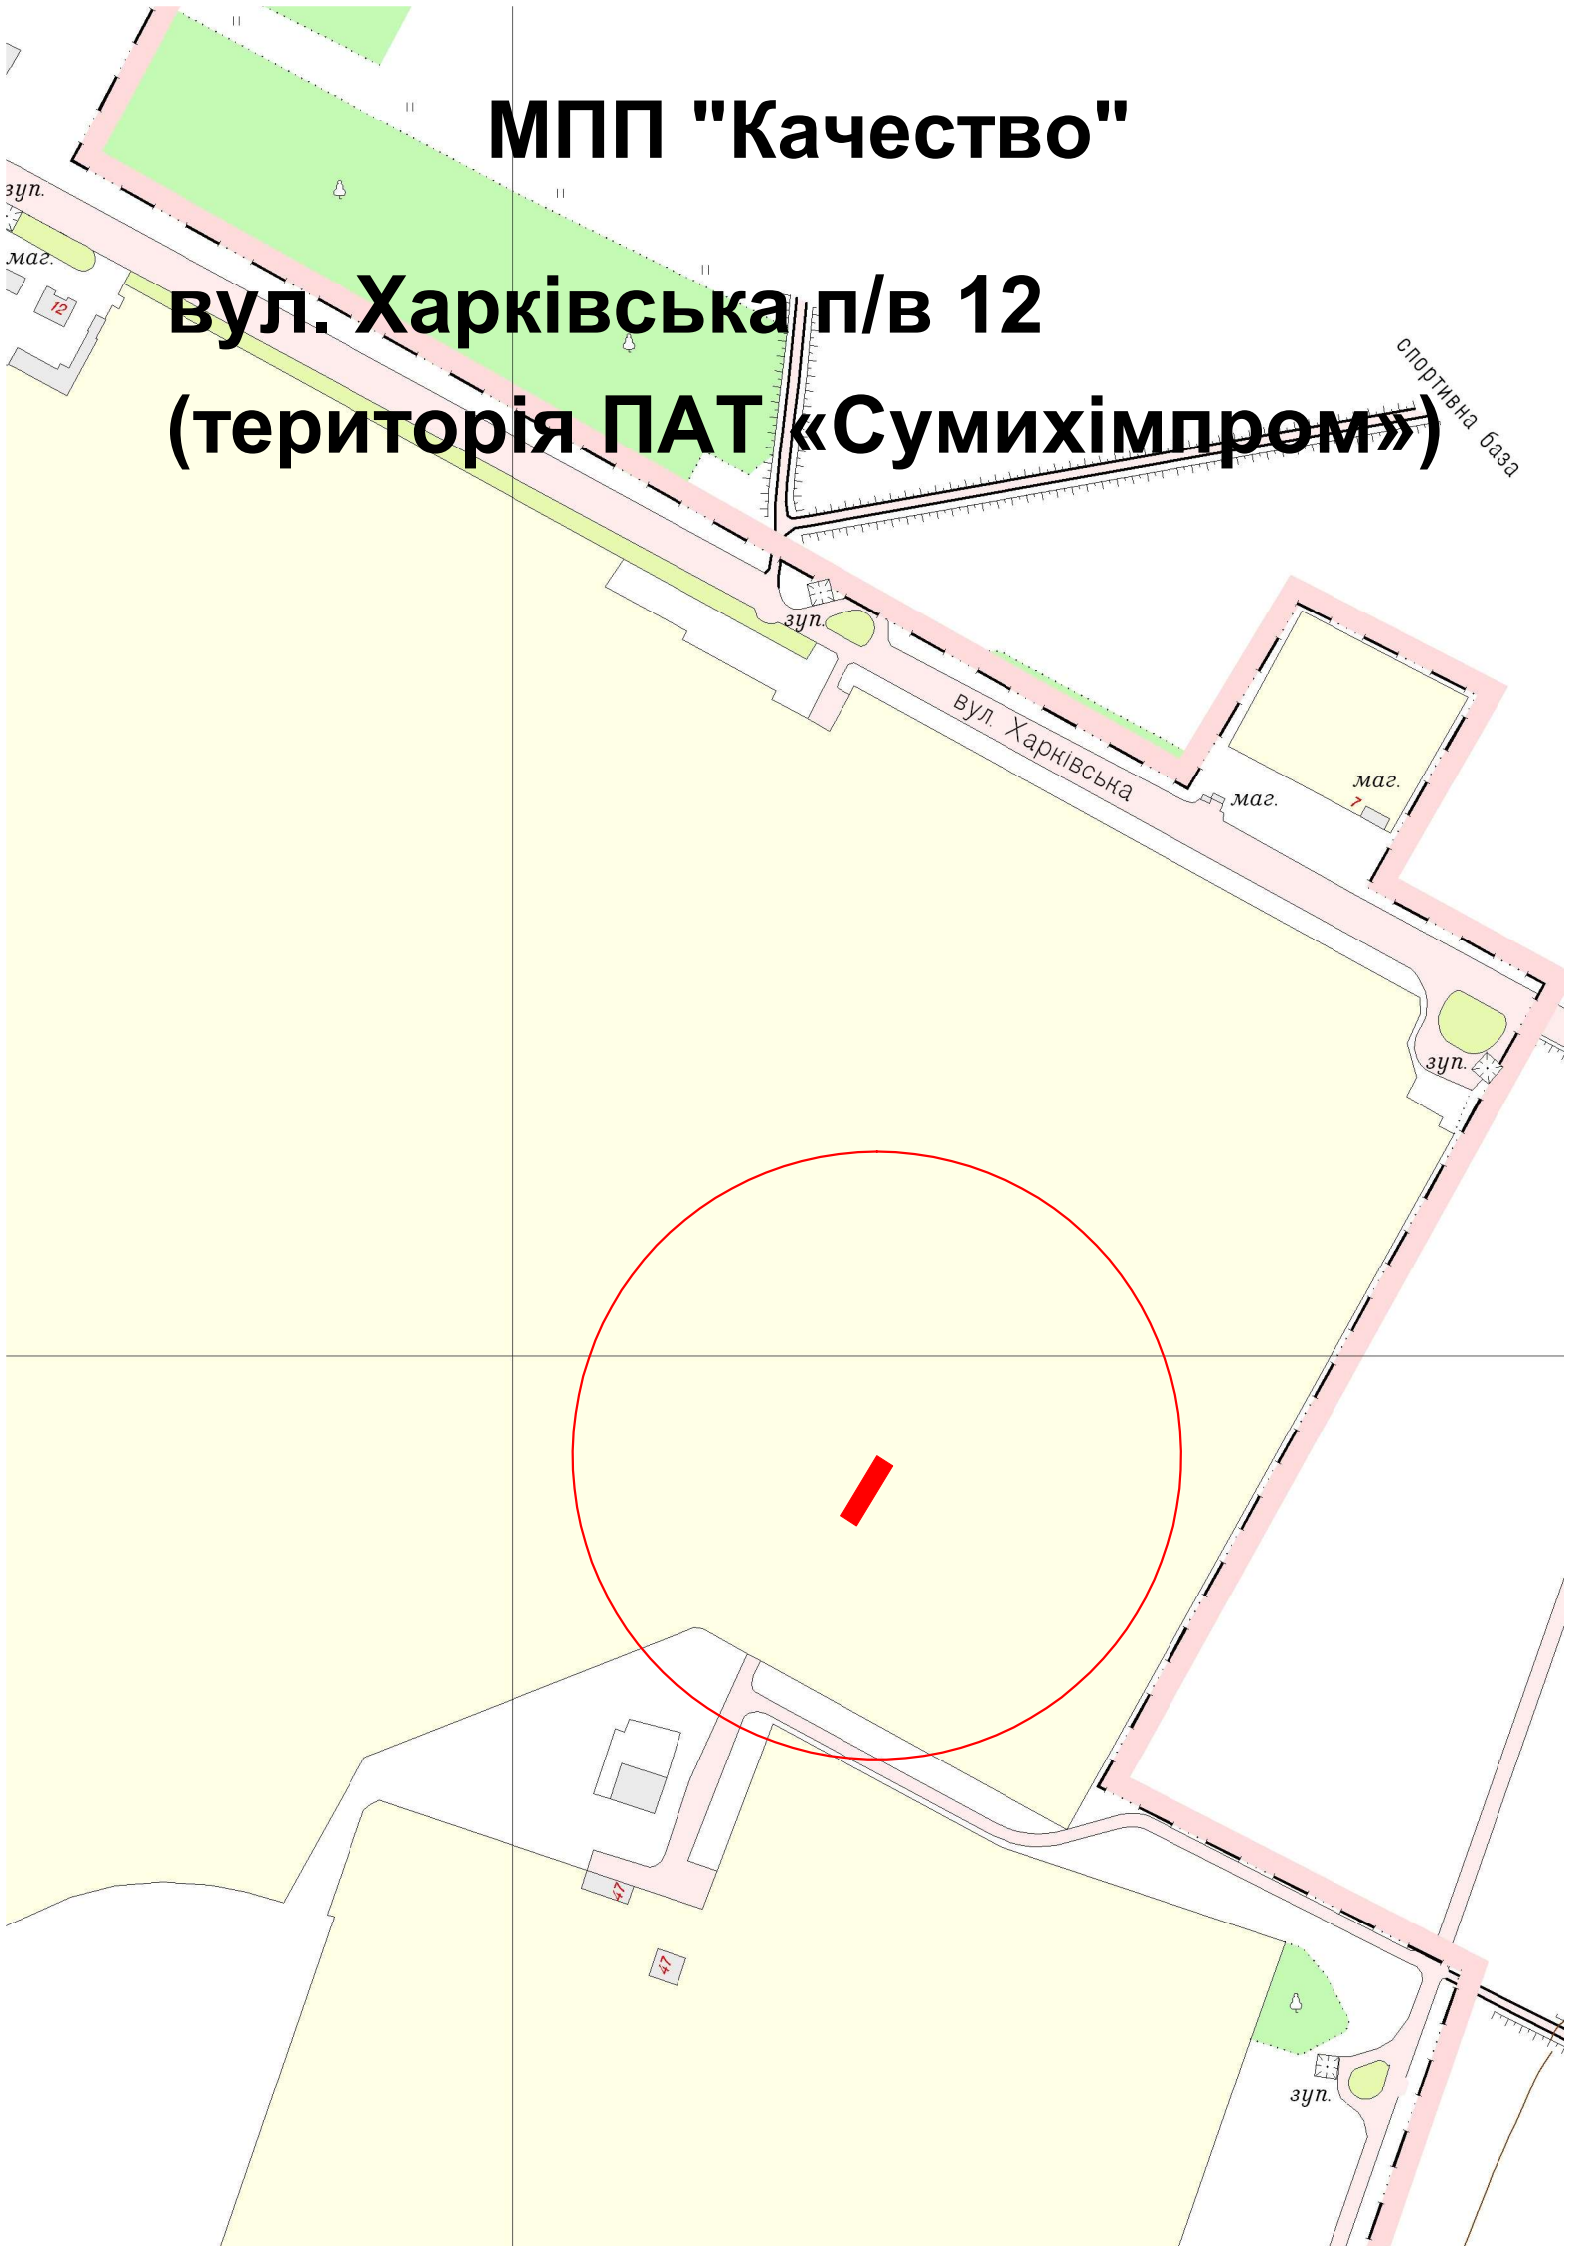 МПП "Качество"
зуп.
маг.
12
вул. Харківська п/в 12
(територія ПАТ «Сумихімпром»)
спортивна база
зуп.
вул. Харківська
маг.
7
маг.
зуп.
47
47
зуп.